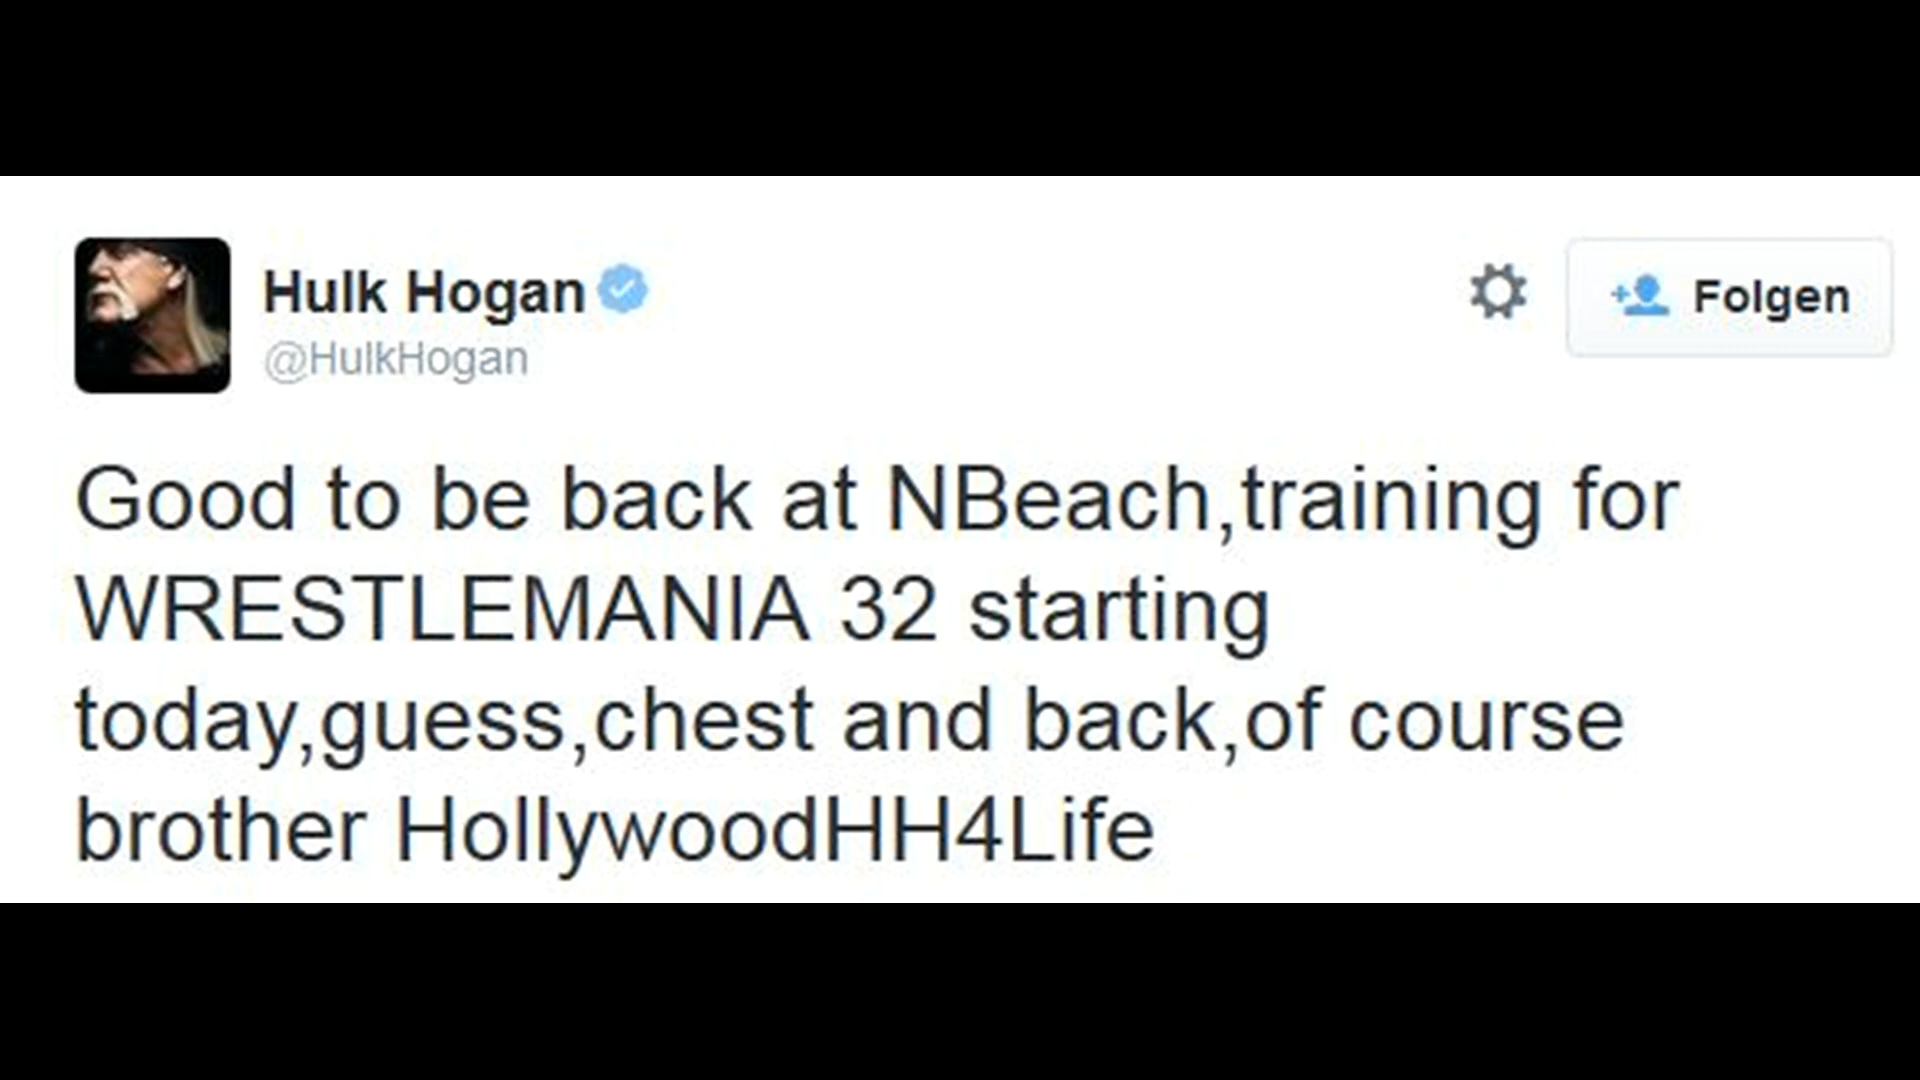 Hulk Hogan
@HulkHogan
Folgen
Good to be back at NBeach,training for
WRESTLEMANIA 32 starting
today,guess,chest and back,of course
brother HollywoodHH4Life